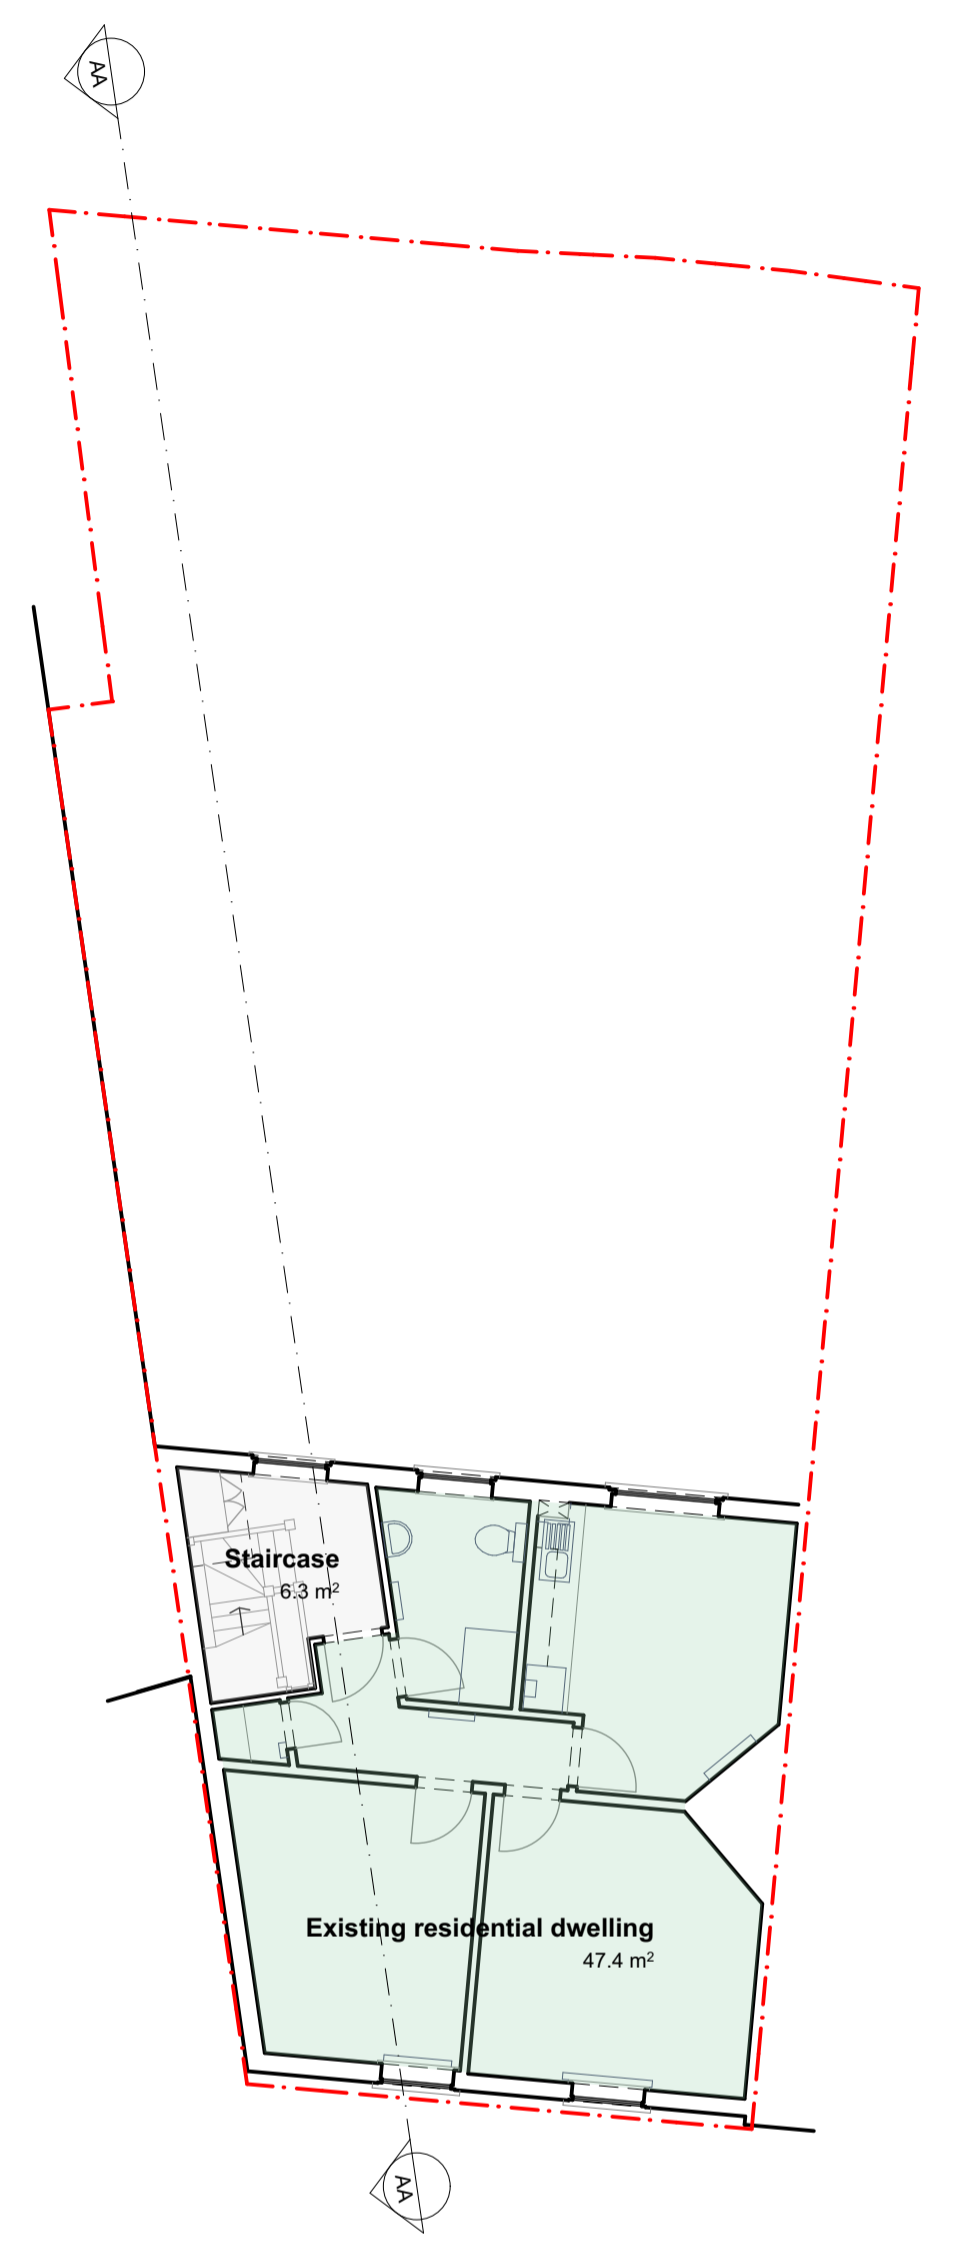 AA
Staircase
6.3 m²
Existing residential dwelling
47.4 m²
AA